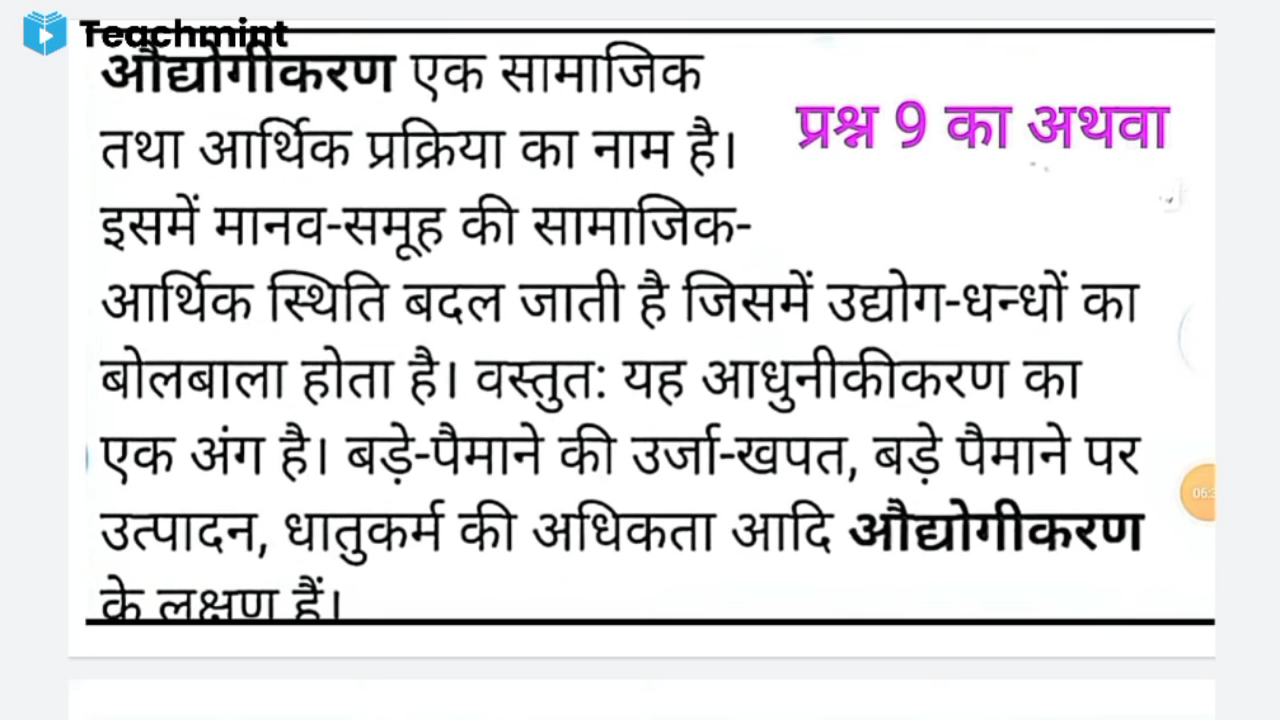 Teachmint
औद्योगीकरण एक सामाजिक
प्रश्न 9 का अथवा
तथा आर्थिक प्रक्रिया का नाम है।
इसमें मानव-समूह की सामाजिक-
आर्थिक स्थिति बदल जाती है जिसमें उद्योग-धन्धों का
बोलबाला होता है। वस्तुत: यह आधुनीकीकरण का
एक अंग है। बड़े-पैमाने की उर्जा-खपत, बड़े पैमाने पर
उत्पादन, धातुकर्म की अधिकता आदि औद्योगीकरण
के लक्षण हैं।